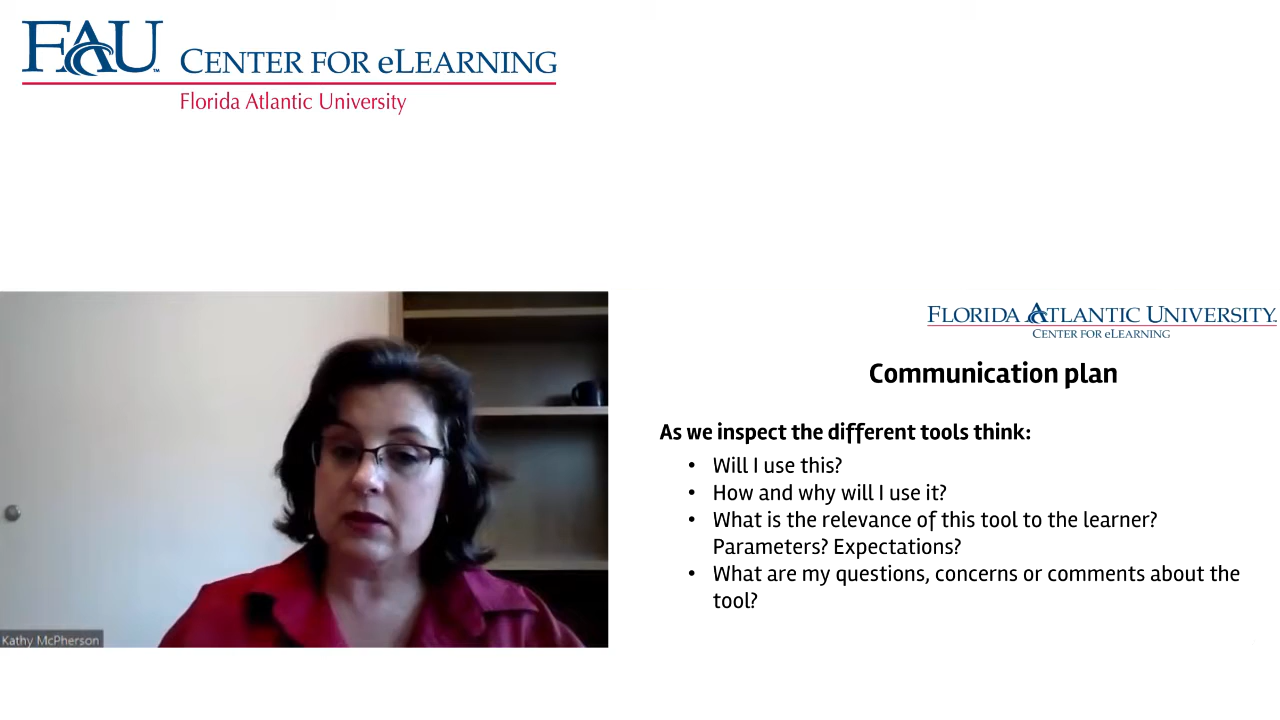 FAU™ CENTER FOR eLEARNING
Florida Atlantic University
FLORIDA ATLANTIC UNIVERSITY
CENTER FOR eLEARNING
Communication plan
As we inspect the different tools think:
• Will I use this?
• How and why will I use it?
• What is the relevance of this tool to the learner?
Parameters? Expectations?
• What are my questions, concerns or comments about the
tool?
Kathy McPherson